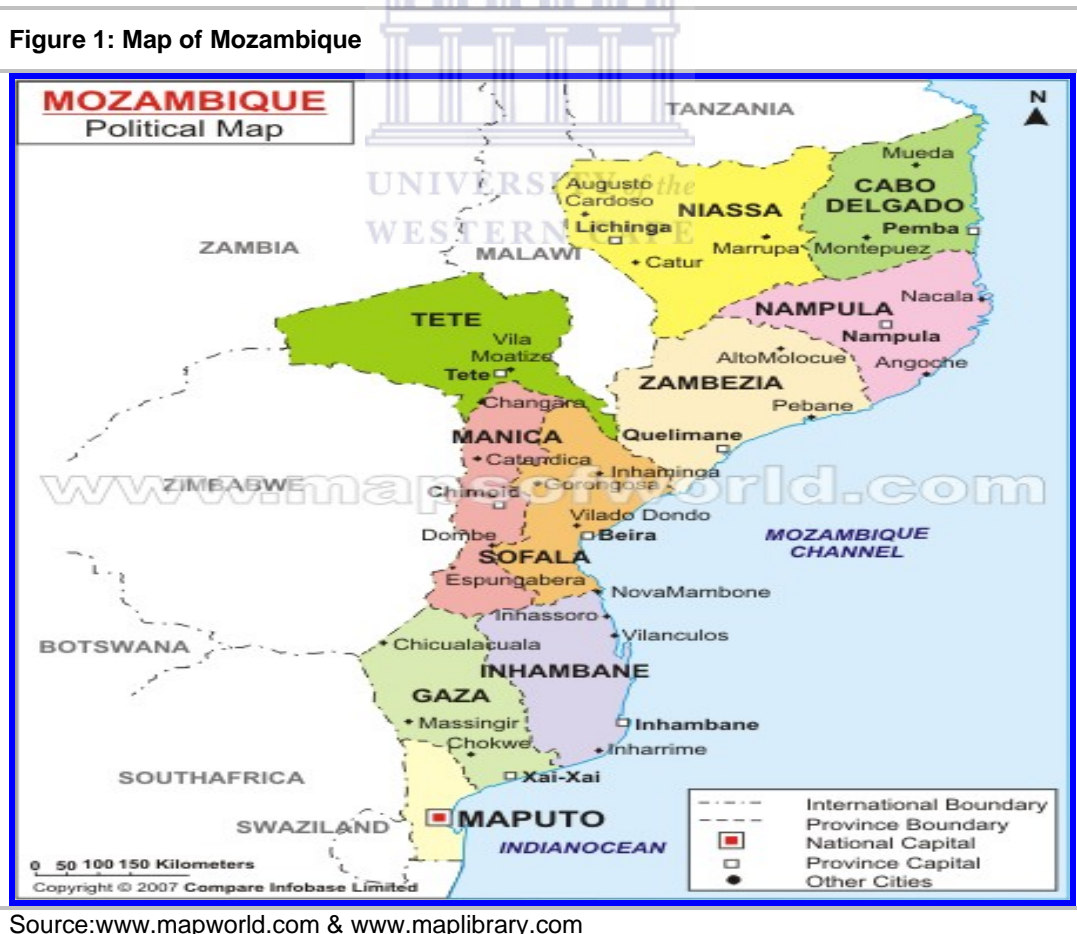 Figure 1: Map of Mozambique
MOZAMBIQUE
Political Map
TANZANIA
N
UNIVERSITY of the
WESTERN CAPE
Mueda
CABO
DELGADO
Pemba
Augusto
Cardoso
NIASSA
Lichinga
ZAMBIA
MALAWI
Marrupa
Montepuez
Catur
Nacala
NAMPULA
Nampula
TETE
Vila
Moatize
Tete
AltoMolocue
Angoche
ZAMBEZIA
Changara
Pebane
MANICA
Quelimane
Catandica
Inhaminga
www.mapsofworld.com
ZIMBABWE
Chimoio
Gorongosa
Vilado Dondo
Dombe
Beira
MOZAMBIQUE
CHANNEL
SOFALA
Espungabera
NovaMambone
Inhassoro
BOTSWANA
Chicualacuala
Vilanculos
INHAMBANE
GAZA
Massingir
Inhambane
Chokwe
Inharrime
SOUTHAFRICA
Xai-Xai
SWAZILAND
MAPUTO
INDIANOCEAN
International Boundary
Province Boundary
National Capital
Province Capital
Other Cities
0 50 100 150 Kilometers
Copyright © 2007 Compare Infobase Limited
Source:www.mapworld.com & www.maplibrary.com